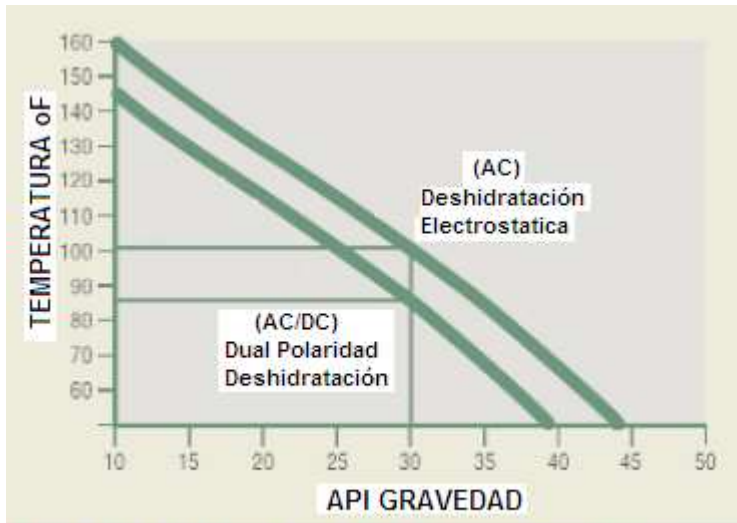 TEMPERATURA oF
160
150
140
130
120
110
100
90
80
70
60
(AC)
Deshidratación
Electrostatica
(AC/DC)
Dual Polaridad
Deshidratación
10 15 20 25 30 35 40 45 50
API GRAVEDAD